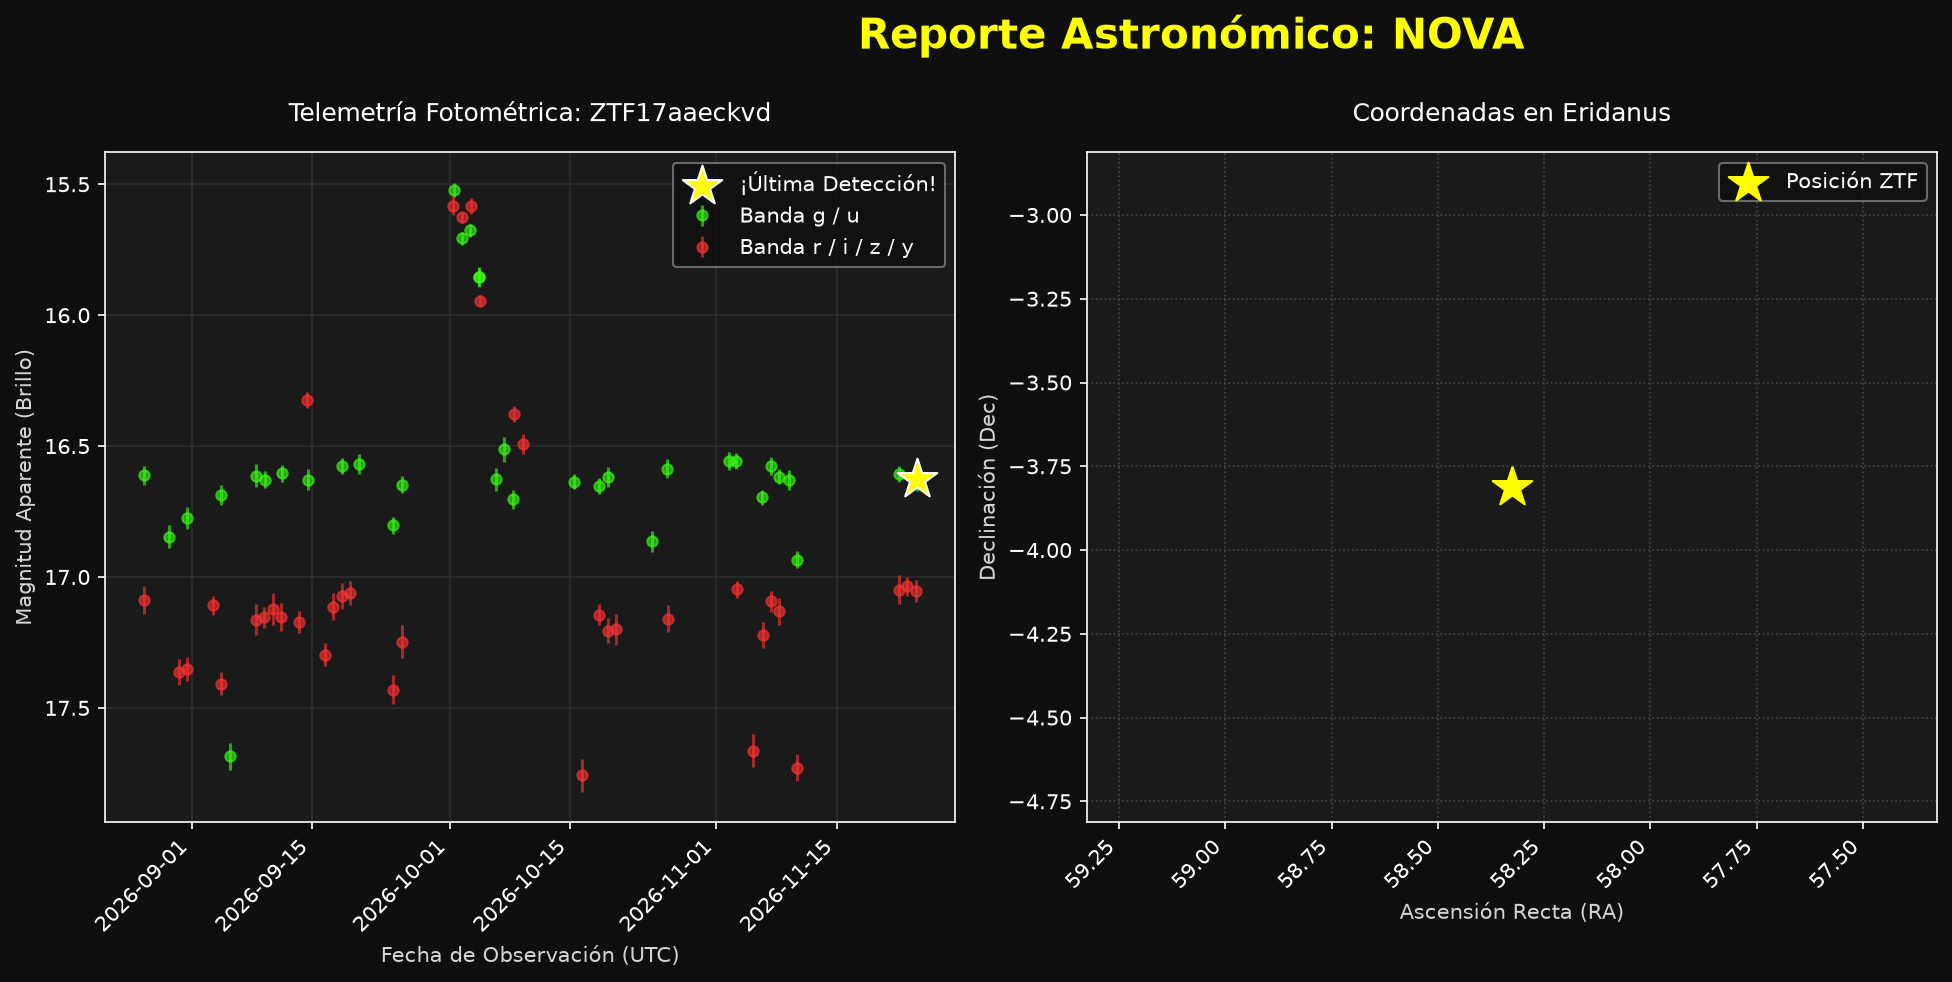 Reporte Astronómico: NOVA
Telemetría Fotométrica: ZTF17aaeckvd
¡Última Detección!
Banda g / u
Banda r / i / z / y
Magnitud Aparente (Brillo)
15.5
16.0
16.5
17.0
17.5
2026-09-01
2026-09-15
2026-10-01
2026-10-15
2026-11-01
2026-11-15
Fecha de Observación (UTC)
Coordenadas en Eridanus
Posición ZTF
Declinación (Dec)
−3.00
−3.25
−3.50
−3.75
−4.00
−4.25
−4.50
−4.75
59.25
59.00
58.75
58.50
58.25
58.00
57.75
57.50
Ascensión Recta (RA)